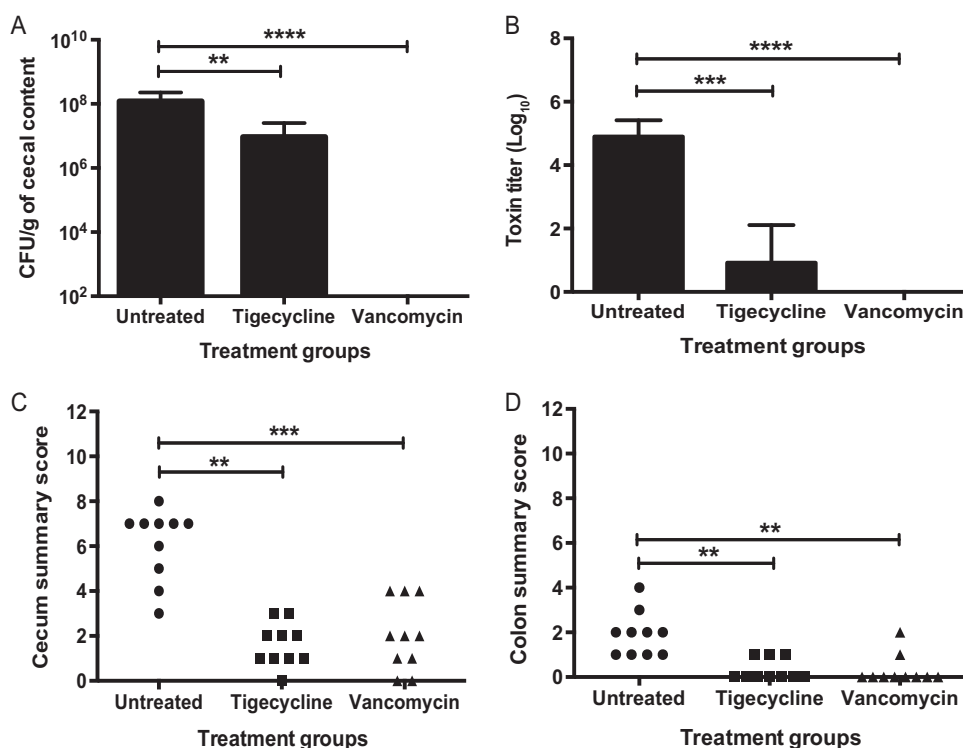 A
CFU/g of cecal content
10^10
10^8
10^6
10^4
10^2
****
**
Untreated Tigecycline Vancomycin
Treatment groups
B
Toxin titer (Log₁₀)
8
6
4
2
0
****
***
Untreated Tigecycline Vancomycin
Treatment groups
C
Cecum summary score
12
10
8
6
4
2
0
***
**
Untreated Tigecycline Vancomycin
Treatment groups
D
Colon summary score
12
10
8
6
4
2
0
**
**
Untreated Tigecycline Vancomycin
Treatment groups